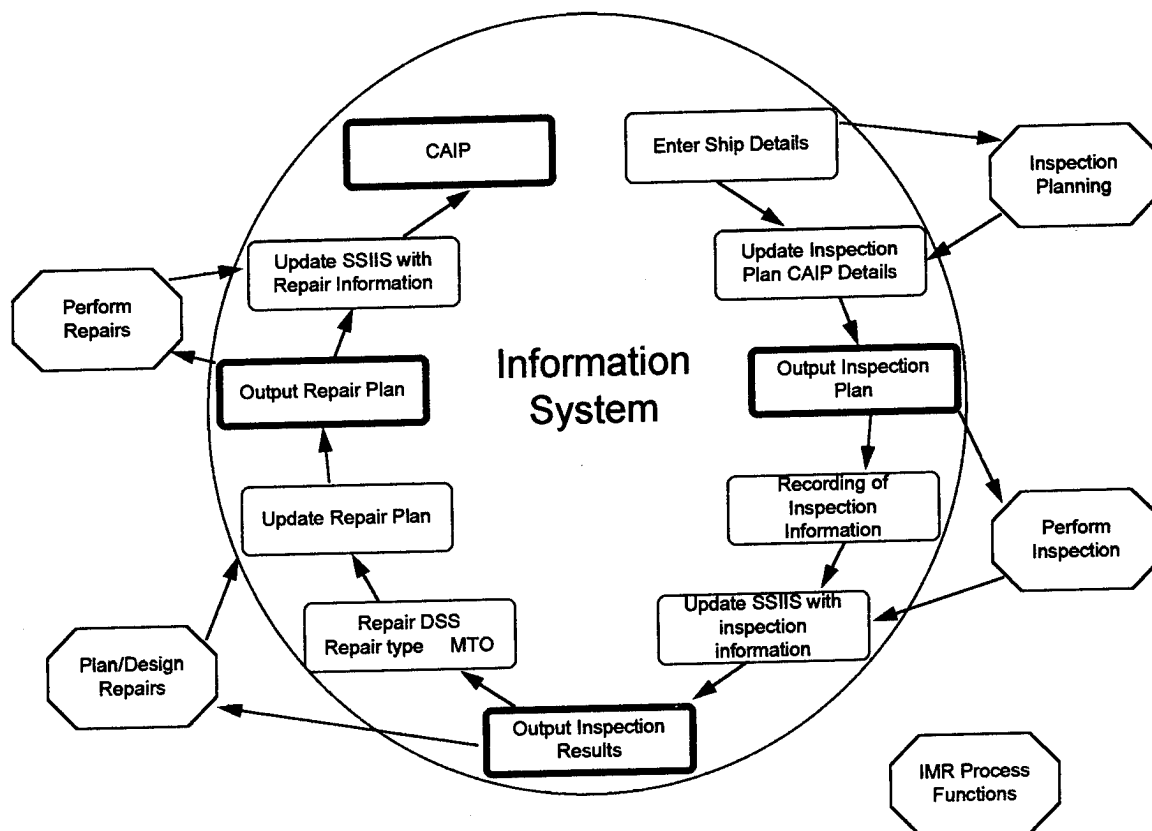 CAIP
Enter Ship Details
Inspection
Planning
Update SSIIS with
Repair Information
Update Inspection
Plan CAIP Details
Perform
Repairs
Information
System
Output Repair Plan
Output Inspection
Plan
Update Repair Plan
Recording of
Inspection
Information
Perform
Inspection
Repair DSS
Repair type MTO
Update SSIIS with
inspection
information
Plan/Design
Repairs
Output Inspection
Results
IMR Process
Functions